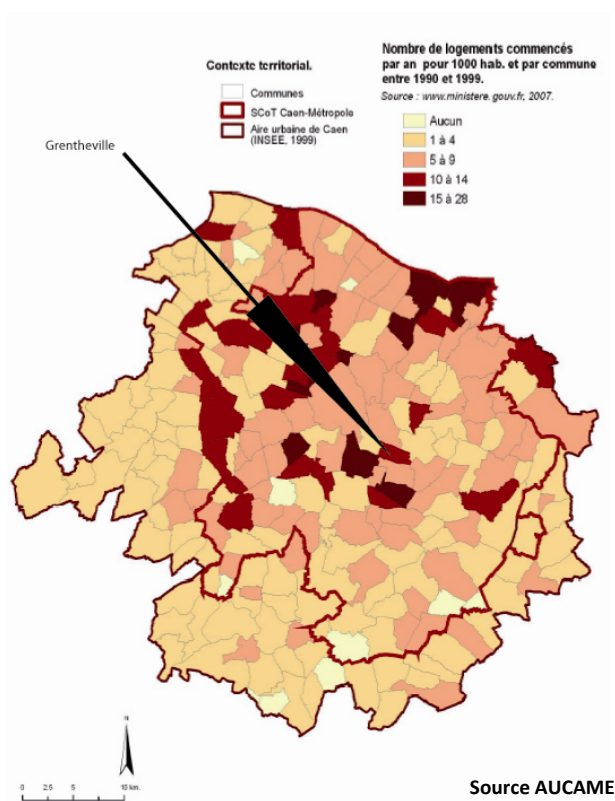 Nombre de logements commencés
par an pour 1000 hab. et par commune
entre 1990 et 1999.
Source : www.ministere.gouv.fr, 2007.
Aucun
1 à 4
5 à 9
10 à 14
15 à 28
Contexte territorial.
Communes
SCoT Caen-Métropole
Aire urbaine de Caen
(INSEE, 1999)
Grentheville
N
0 2.5 5 10 km.
Source AUCAME